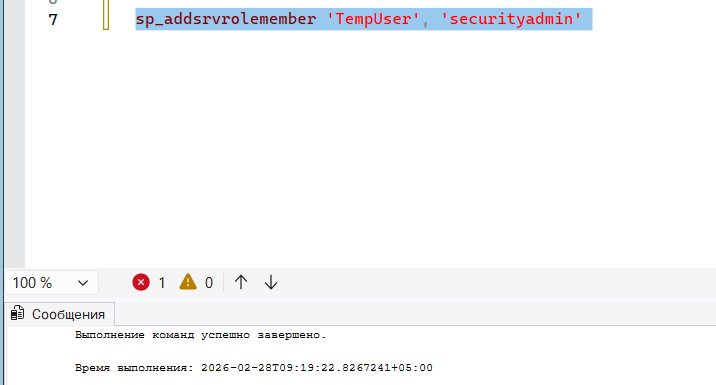 7 sp_addsrvrolemember 'TempUser', 'securityadmin'
100 % 1 0
Сообщения
Выполнение команд успешно завершено.
Время выполнения: 2026-02-28T09:19:22.8267241+05:00